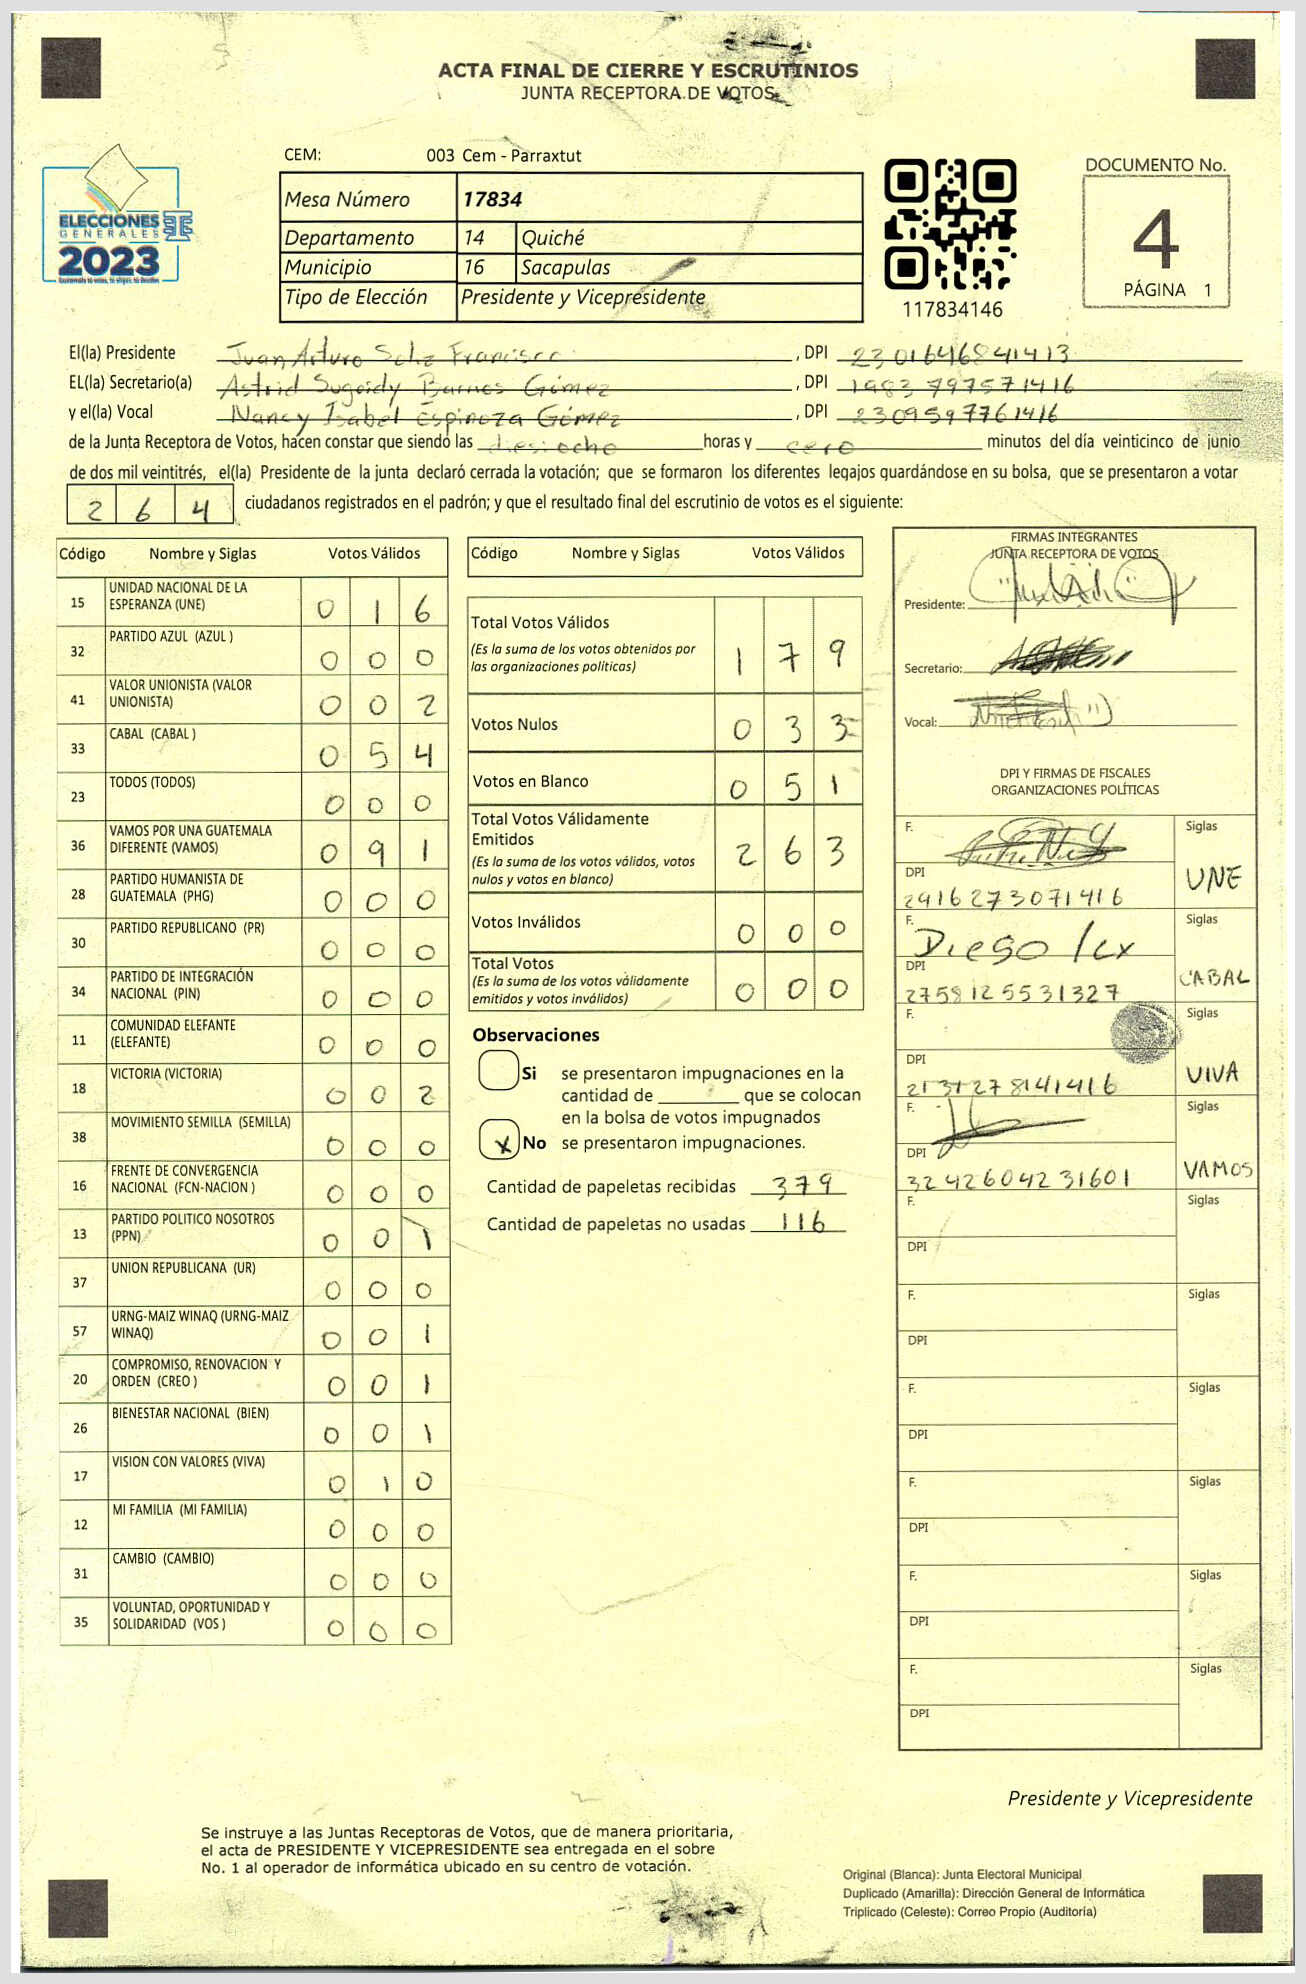 ACTA FINAL DE CIERRE Y ESCRUTINIOS
JUNTA RECEPTORA DE VOTOS
CEM: 003 Cem - Parraxtut
ELECCIONES
GENERALES
2023
Mesa Número 17834
Departamento 14 Quiché
Municipio 16 Sacapulas
Tipo de Elección Presidente y Vicepresidente
117834146
DOCUMENTO No.
4
PÁGINA 1
El(la) Presidente Juan Arturo Francisco , DPI 2301646841413
EL(la) Secretario(a) Astrid Gómez , DPI 1983797571416
y el(la) Vocal Nancy Isabel Espinoza Gómez , DPI 2309597761416
de la Junta Receptora de Votos, hacen constar que siendo las diesiocho horas y cero minutos del día veinticinco de junio
de dos mil veintitrés, el(la) Presidente de la junta declaró cerrada la votación; que se formaron los diferentes legajos quardándose en su bolsa, que se presentaron a votar
2 6 4 ciudadanos registrados en el padrón; y que el resultado final del escrutinio de votos es el siguiente:
Código Nombre y Siglas Votos Válidos
15 UNIDAD NACIONAL DE LA ESPERANZA (UNE) 0 1 6
32 PARTIDO AZUL (AZUL ) 0 0 0
41 VALOR UNIONISTA (VALOR UNIONISTA) 0 0 2
33 CABAL (CABAL ) 0 5 4
23 TODOS (TODOS) 0 0 0
36 VAMOS POR UNA GUATEMALA DIFERENTE (VAMOS) 0 9 1
28 PARTIDO HUMANISTA DE GUATEMALA (PHG) 0 0 0
30 PARTIDO REPUBLICANO (PR) 0 0 0
34 PARTIDO DE INTEGRACIÓN NACIONAL (PIN) 0 0 0
11 COMUNIDAD ELEFANTE (ELEFANTE) 0 0 0
18 VICTORIA (VICTORIA) 0 0 2
38 MOVIMIENTO SEMILLA (SEMILLA) 0 0 0
16 FRENTE DE CONVERGENCIA NACIONAL (FCN-NACION ) 0 0 0
13 PARTIDO POLITICO NOSOTROS (PPN) 0 0 1
37 UNION REPUBLICANA (UR) 0 0 0
57 URNG-MAIZ WINAQ (URNG-MAIZ WINAQ) 0 0 1
20 COMPROMISO, RENOVACION Y ORDEN (CREO ) 0 0 1
26 BIENESTAR NACIONAL (BIEN) 0 0 1
17 VISION CON VALORES (VIVA) 0 1 0
12 MI FAMILIA (MI FAMILIA) 0 0 0
31 CAMBIO (CAMBIO) 0 0 0
35 VOLUNTAD, OPORTUNIDAD Y SOLIDARIDAD (VOS ) 0 0 0
Código Nombre y Siglas Votos Válidos
Total Votos Válidos 1 7 9
(Es la suma de los votos obtenidos por
las organizaciones políticas)
Votos Nulos 0 3 3
Votos en Blanco 0 5 1
Total Votos Válidamente
Emitidos 2 6 3
(Es la suma de los votos válidos, votos
nulos y votos en blanco)
Votos Inválidos 0 0 0
Total Votos
(Es la suma de los votos válidamente
emitidos y votos inválidos) 0 0 0
Observaciones
Si se presentaron impugnaciones en la
cantidad de ________ que se colocan
en la bolsa de votos impugnados
x No se presentaron impugnaciones.
Cantidad de papeletas recibidas 379
Cantidad de papeletas no usadas 116
FIRMAS INTEGRANTES
JUNTA RECEPTORA DE VOTOS
Presidente:
Secretario:
Vocal:
DPI Y FIRMAS DE FISCALES
ORGANIZACIONES POLÍTICAS
F. Siglas
DPI UNE
2916273071416
F. Diego Siglas
DPI CABAL
2758125531327
F. Siglas
DPI VIVA
2131278141416
F. Siglas
DPI VAMOS
3242604231601
F. Siglas
DPI
F. Siglas
DPI
F. Siglas
DPI
F. Siglas
DPI
F. Siglas
DPI
F. Siglas
DPI
Presidente y Vicepresidente
Se instruye a las Juntas Receptoras de Votos, que de manera prioritaria,
el acta de PRESIDENTE Y VICEPRESIDENTE sea entregada en el sobre
No. 1 al operador de informática ubicado en su centro de votación.
Original (Blanca): Junta Electoral Municipal
Duplicado (Amarilla): Dirección General de Informática
Triplicado (Celeste): Correo Propio (Auditoría)